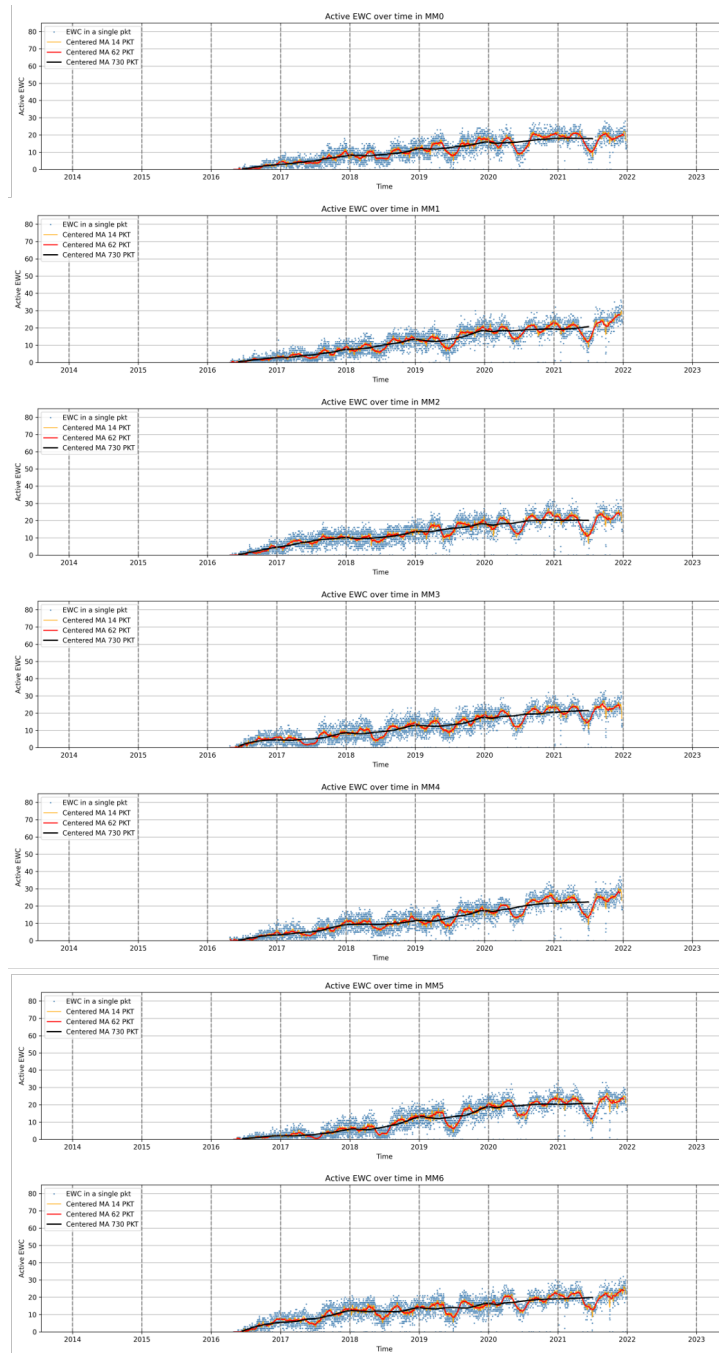 Active EWC over time in MM0
EWC in a single pkt
Centered MA 14 PKT
Centered MA 62 PKT
Centered MA 730 PKT
Active EWC
80
70
60
50
40
30
20
10
0
2014 2015 2016 2017 2018 2019 2020 2021 2022 2023
Time
Active EWC over time in MM1
EWC in a single pkt
Centered MA 14 PKT
Centered MA 62 PKT
Centered MA 730 PKT
Active EWC
80
70
60
50
40
30
20
10
0
2014 2015 2016 2017 2018 2019 2020 2021 2022 2023
Time
Active EWC over time in MM2
EWC in a single pkt
Centered MA 14 PKT
Centered MA 62 PKT
Centered MA 730 PKT
Active EWC
80
70
60
50
40
30
20
10
0
2014 2015 2016 2017 2018 2019 2020 2021 2022 2023
Time
Active EWC over time in MM3
EWC in a single pkt
Centered MA 14 PKT
Centered MA 62 PKT
Centered MA 730 PKT
Active EWC
80
70
60
50
40
30
20
10
0
2014 2015 2016 2017 2018 2019 2020 2021 2022 2023
Time
Active EWC over time in MM4
EWC in a single pkt
Centered MA 14 PKT
Centered MA 62 PKT
Centered MA 730 PKT
Active EWC
80
70
60
50
40
30
20
10
0
2014 2015 2016 2017 2018 2019 2020 2021 2022 2023
Time
Active EWC over time in MM5
EWC in a single pkt
Centered MA 14 PKT
Centered MA 62 PKT
Centered MA 730 PKT
Active EWC
80
70
60
50
40
30
20
10
0
2014 2015 2016 2017 2018 2019 2020 2021 2022 2023
Time
Active EWC over time in MM6
EWC in a single pkt
Centered MA 14 PKT
Centered MA 62 PKT
Centered MA 730 PKT
Active EWC
80
70
60
50
40
30
20
10
0
2014 2015 2016 2017 2018 2019 2020 2021 2022 2023
Time